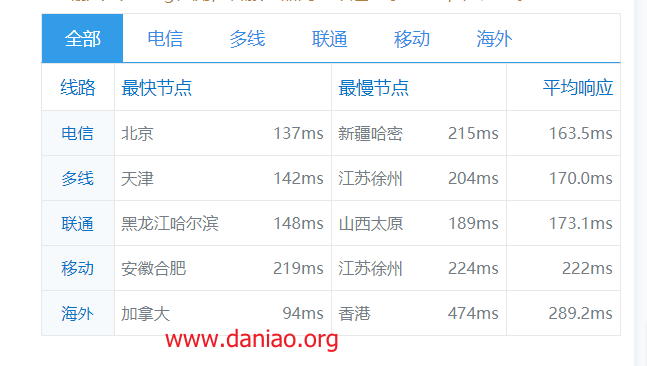 全部 电信 多线 联通 移动 海外
线路 最快节点 最慢节点 平均响应
电信 北京 137ms 新疆哈密 215ms 163.5ms
多线 天津 142ms 江苏徐州 204ms 170.0ms
联通 黑龙江哈尔滨 148ms 山西太原 189ms 173.1ms
移动 安徽合肥 219ms 江苏徐州 224ms 222ms
海外 加拿大 94ms 香港 474ms 289.2ms
www.daniao.org